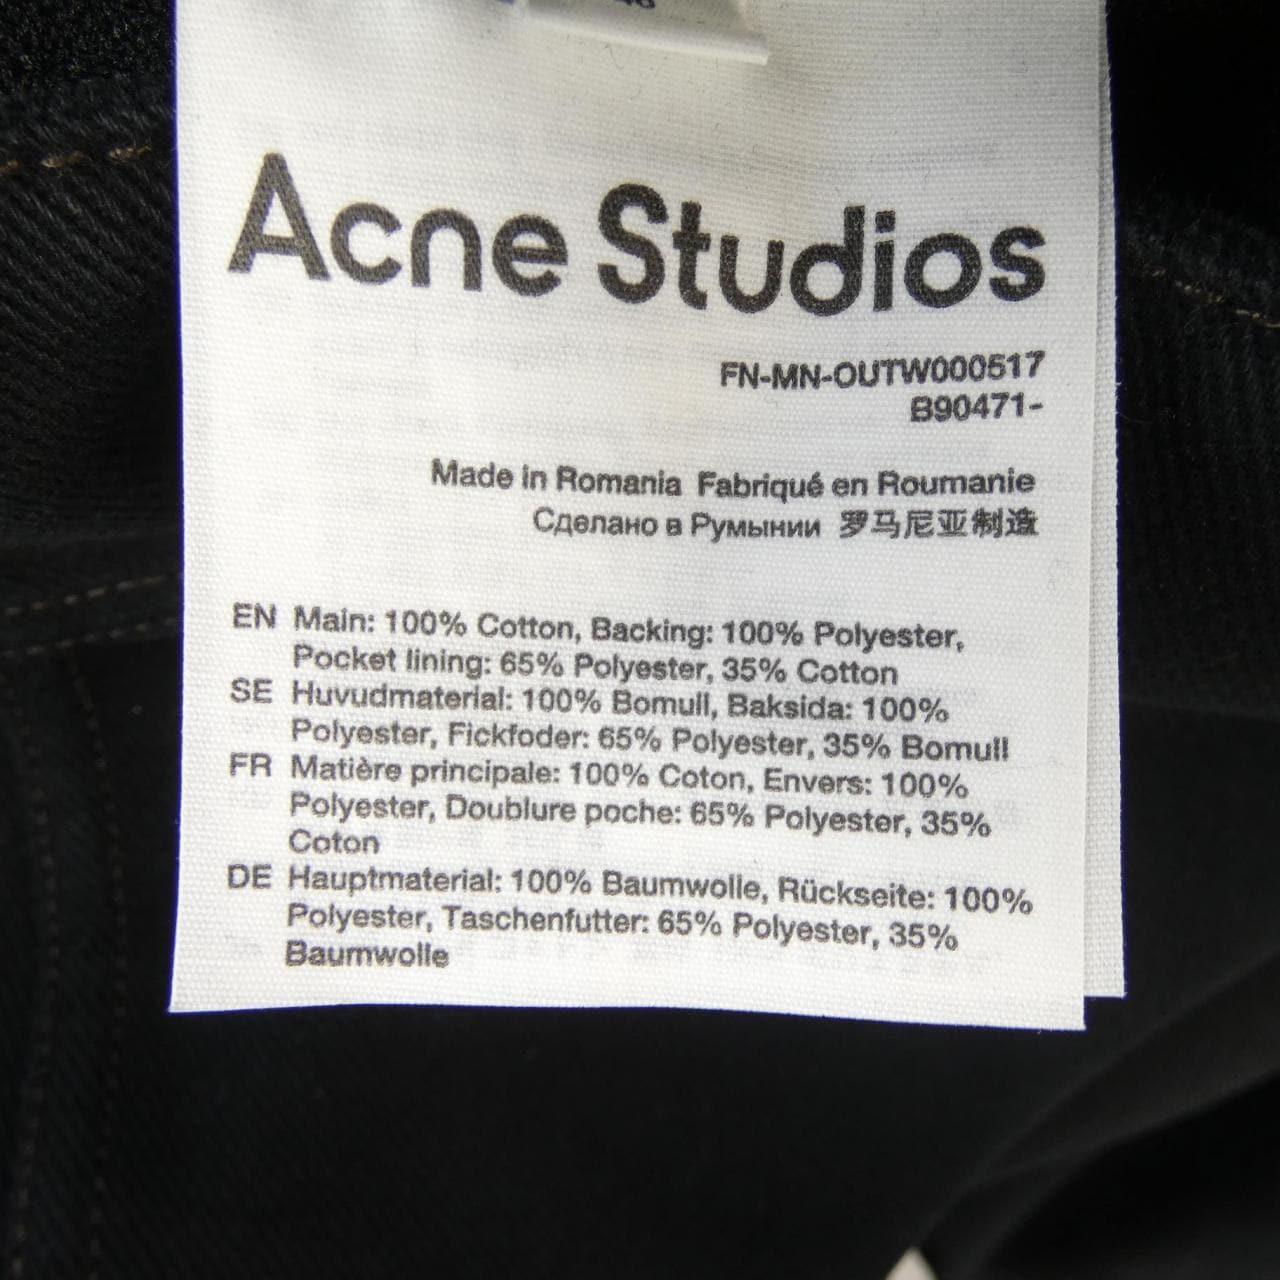 Acne Studios
FN-MN-OUTW000517
B90471-
Made in Romania Fabriqué en Roumanie
Сделано в Румынии 罗马尼亚制造
EN Main: 100% Cotton, Backing: 100% Polyester,
Pocket lining: 65% Polyester, 35% Cotton
SE Huvudmaterial: 100% Bomull, Baksida: 100%
Polyester, Fickfoder: 65% Polyester, 35% Bomull
FR Matière principale: 100% Coton, Envers: 100%
Polyester, Doublure poche: 65% Polyester, 35%
Coton
DE Hauptmaterial: 100% Baumwolle, Rückseite: 100%
Polyester, Taschenfutter: 65% Polyester, 35%
Baumwolle